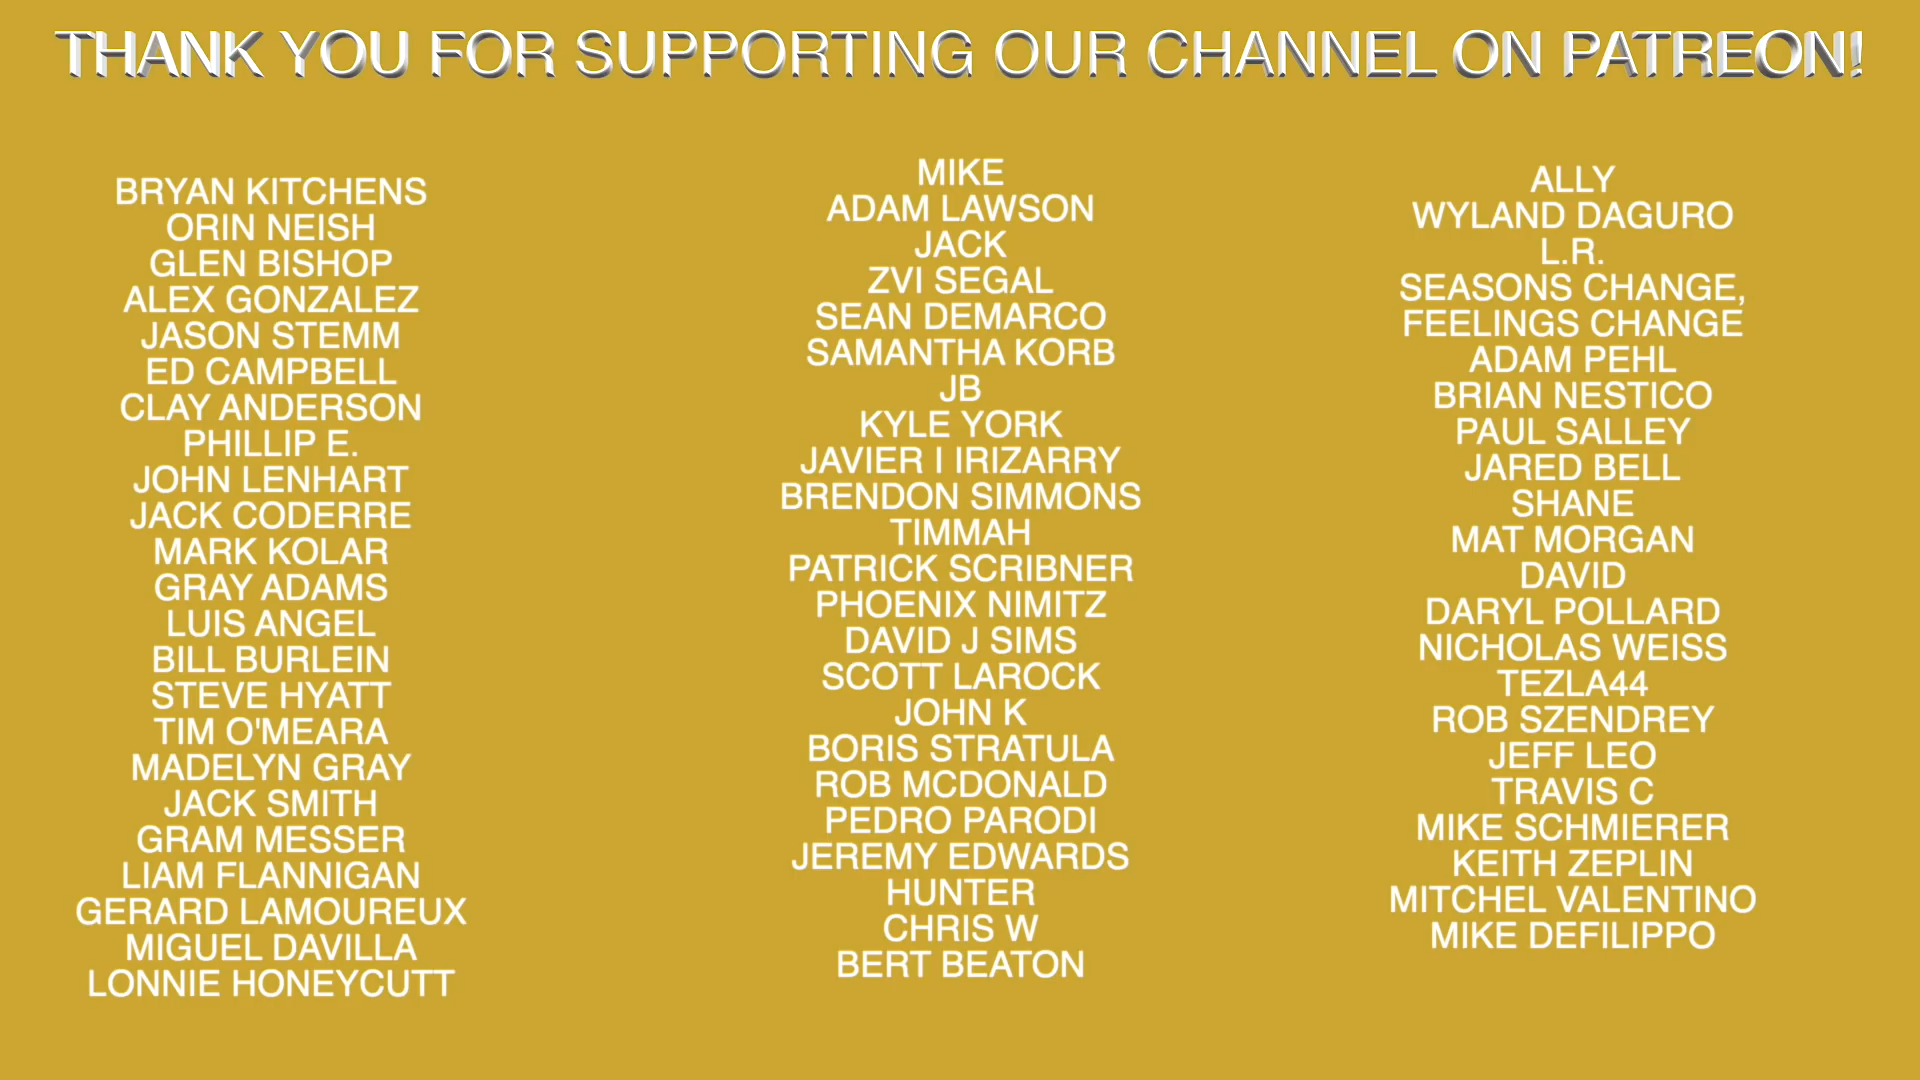 THANK YOU FOR SUPPORTING OUR CHANNEL ON PATREON!
BRYAN KITCHENS
ORIN NEISH
GLEN BISHOP
ALEX GONZALEZ
JASON STEMM
ED CAMPBELL
CLAY ANDERSON
PHILLIP E.
JOHN LENHART
JACK CODERRE
MARK KOLAR
GRAY ADAMS
LUIS ANGEL
BILL BURLEIN
STEVE HYATT
TIM O'MEARA
MADELYN GRAY
JACK SMITH
GRAM MESSER
LIAM FLANNIGAN
GERARD LAMOUREUX
MIGUEL DAVILLA
LONNIE HONEYCUTT
MIKE
ADAM LAWSON
JACK
ZVI SEGAL
SEAN DEMARCO
SAMANTHA KORB
JB
KYLE YORK
JAVIER I IRIZARRY
BRENDON SIMMONS
TIMMAH
PATRICK SCRIBNER
PHOENIX NIMITZ
DAVID J SIMS
SCOTT LAROCK
JOHN K
BORIS STRATULA
ROB MCDONALD
PEDRO PARODI
JEREMY EDWARDS
HUNTER
CHRIS W
BERT BEATON
ALLY
WYLAND DAGURO
L.R.
SEASONS CHANGE,
FEELINGS CHANGE
ADAM PEHL
BRIAN NESTICO
PAUL SALLEY
JARED BELL
SHANE
MAT MORGAN
DAVID
DARYL POLLARD
NICHOLAS WEISS
TEZLA44
ROB SZENDREY
JEFF LEO
TRAVIS C
MIKE SCHMIERER
KEITH ZEPLIN
MITCHEL VALENTINO
MIKE DEFILIPPO